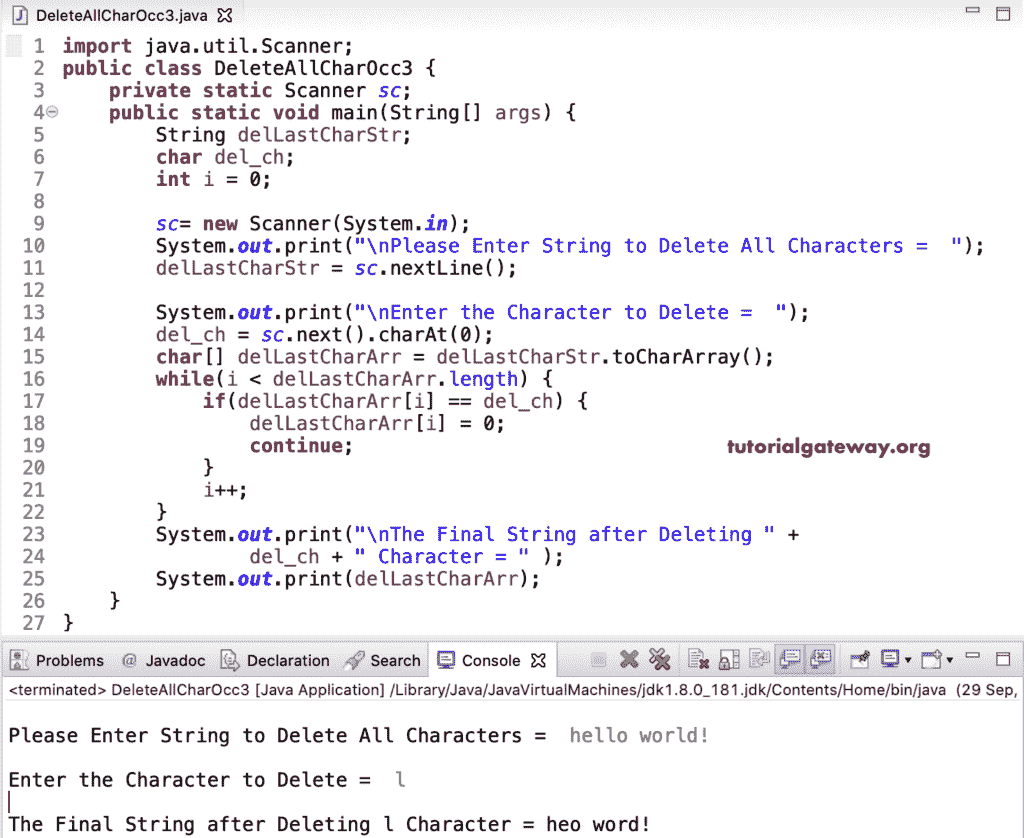 DeleteAllCharOcc3.java
1 import java.util.Scanner;
2 public class DeleteAllCharOcc3 {
3 private static Scanner sc;
4 public static void main(String[] args) {
5 String delLastCharStr;
6 char del_ch;
7 int i = 0;
8
9 sc= new Scanner(System.in);
10 System.out.print("\nPlease Enter String to Delete All Characters =  ");
11 delLastCharStr = sc.nextLine();
12
13 System.out.print("\nEnter the Character to Delete =  ");
14 del_ch = sc.next().charAt(0);
15 char[] delLastCharArr = delLastCharStr.toCharArray();
16 while(i < delLastCharArr.length) {
17 if(delLastCharArr[i] == del_ch) {
18 delLastCharArr[i] = 0;
19 continue;
tutorialgateway.org
20 }
21 i++;
22 }
23 System.out.print("\nThe Final String after Deleting " +
24 del_ch + " Character = " );
25 System.out.print(delLastCharArr);
26 }
27 }
Problems @ Javadoc Declaration Search Console
<terminated> DeleteAllCharOcc3 [Java Application] /Library/Java/JavaVirtualMachines/jdk1.8.0_181.jdk/Contents/Home/bin/java (29 Sep,
Please Enter String to Delete All Characters =  hello world!
Enter the Character to Delete =  l
The Final String after Deleting l Character = heo word!